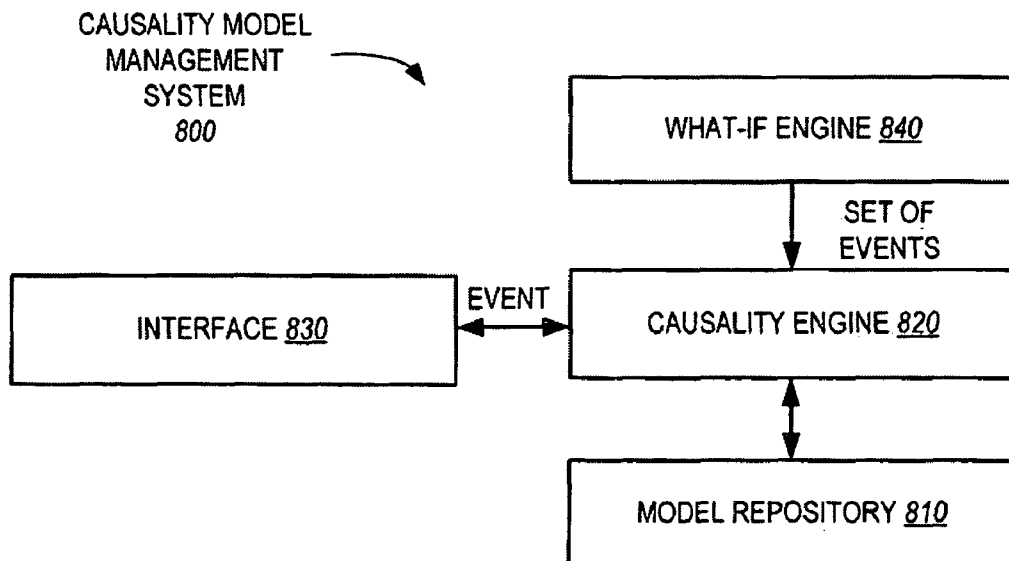 CAUSALITY MODEL
MANAGEMENT
SYSTEM
800
WHAT-IF ENGINE 840
SET OF
EVENTS
INTERFACE 830
EVENT
CAUSALITY ENGINE 820
MODEL REPOSITORY 810